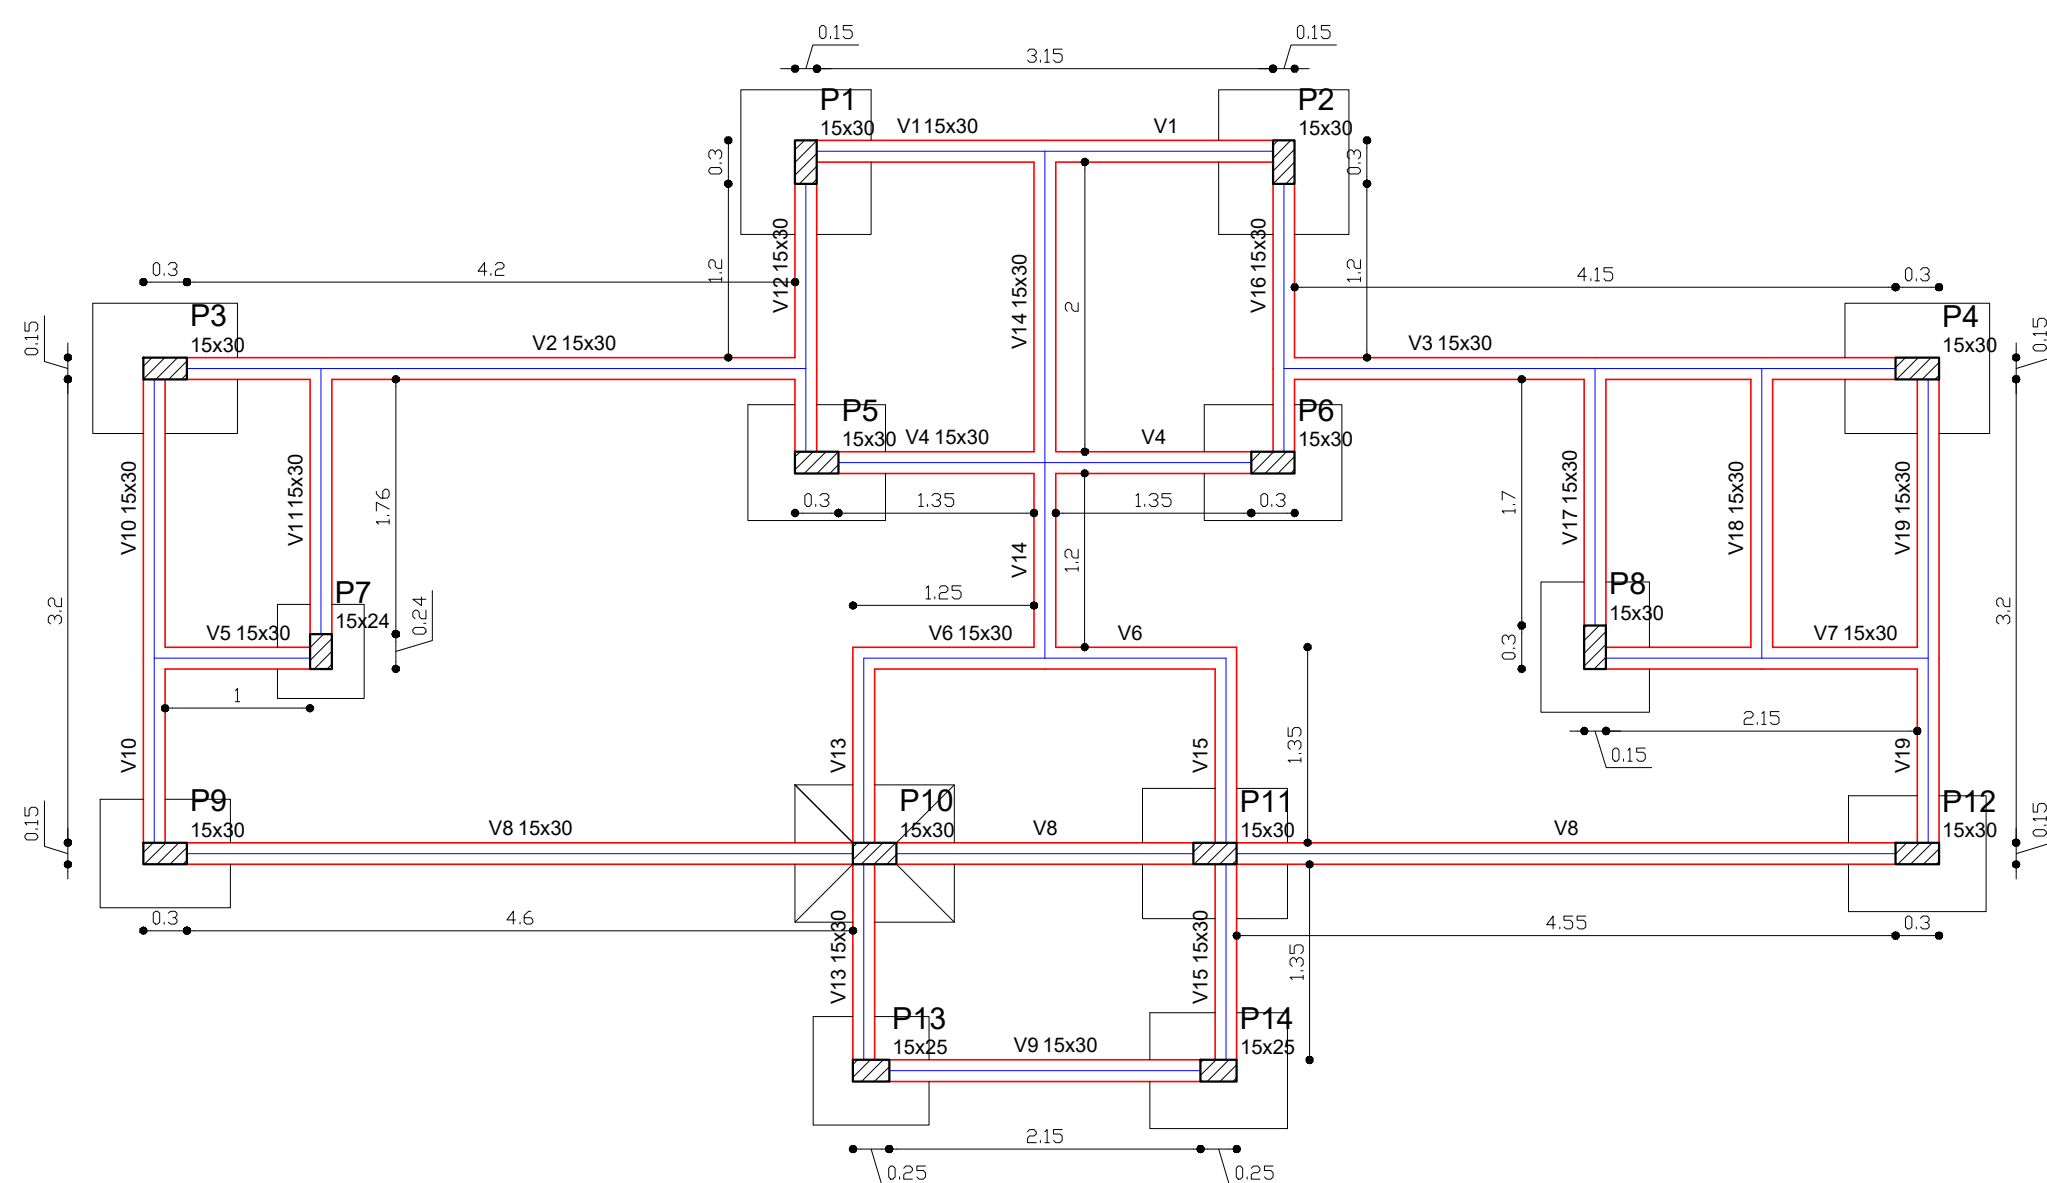 0.15
0.15
3.15
P1
15x30
V1 15x30
V1
P2
15x30
0.3
0.3
V12 15x30
1.2
V14 15x30
2
V16 15x30
1.2
0.3
4.2
4.15
0.3
P3
15x30
0.15
V2 15x30
V3 15x30
P4
15x30
0.15
P5
15x30
V4 15x30
V4
P6
15x30
V10 15x30
V11 15x30
1.76
0.3
1.35
1.35
0.3
1.7
V17 15x30
V18 15x30
V19 15x30
V14
1.2
3.2
P7
15x24
0.24
1.25
P8
15x30
3.2
V5 15x30
V6 15x30
V6
0.3
V7 15x30
1
2.15
0.15
V10
V13
V15
1.35
V19
P9
15x30
0.15
V8 15x30
P10
15x30
V8
P11
15x30
V8
P12
15x30
0.15
0.3
4.6
4.55
0.3
V13 15x30
V15 15x30
1.35
P13
15x25
V9 15x30
P14
15x25
2.15
0.25
0.25